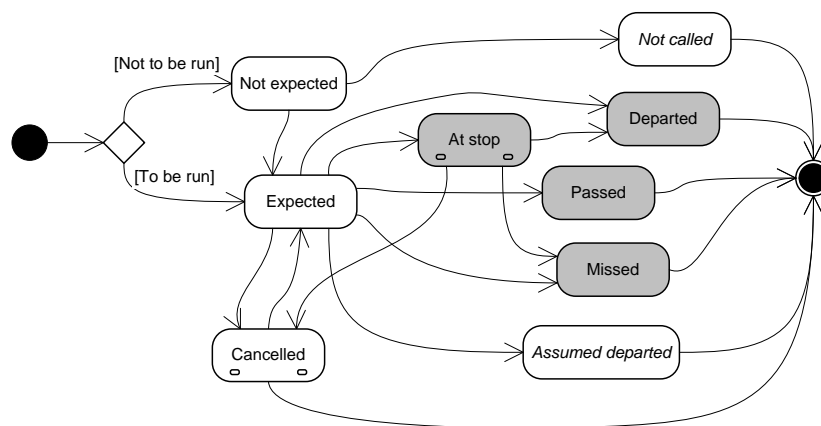 Not called
[Not to be run]
Not expected
Departed
At stop
[To be run]
Expected
Passed
Missed
Cancelled
Assumed departed